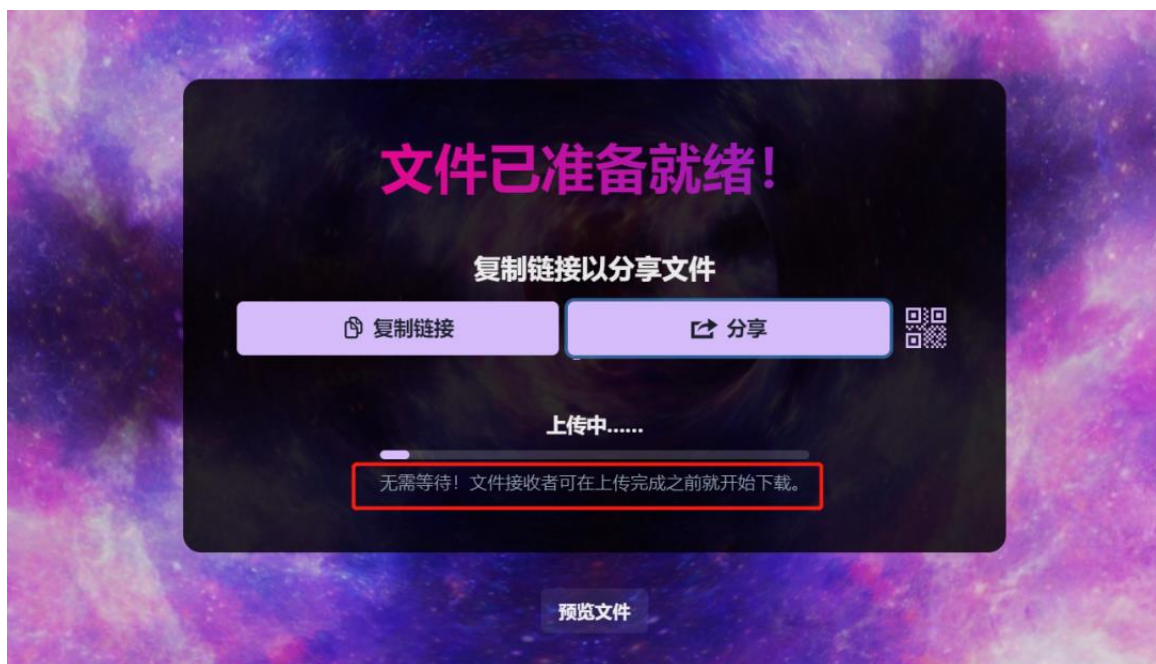 文件已准备就绪!
复制链接以分享文件
复制链接
分享
上传中......
无需等待！文件接收者可在上传完成之前就开始下载。
预览文件